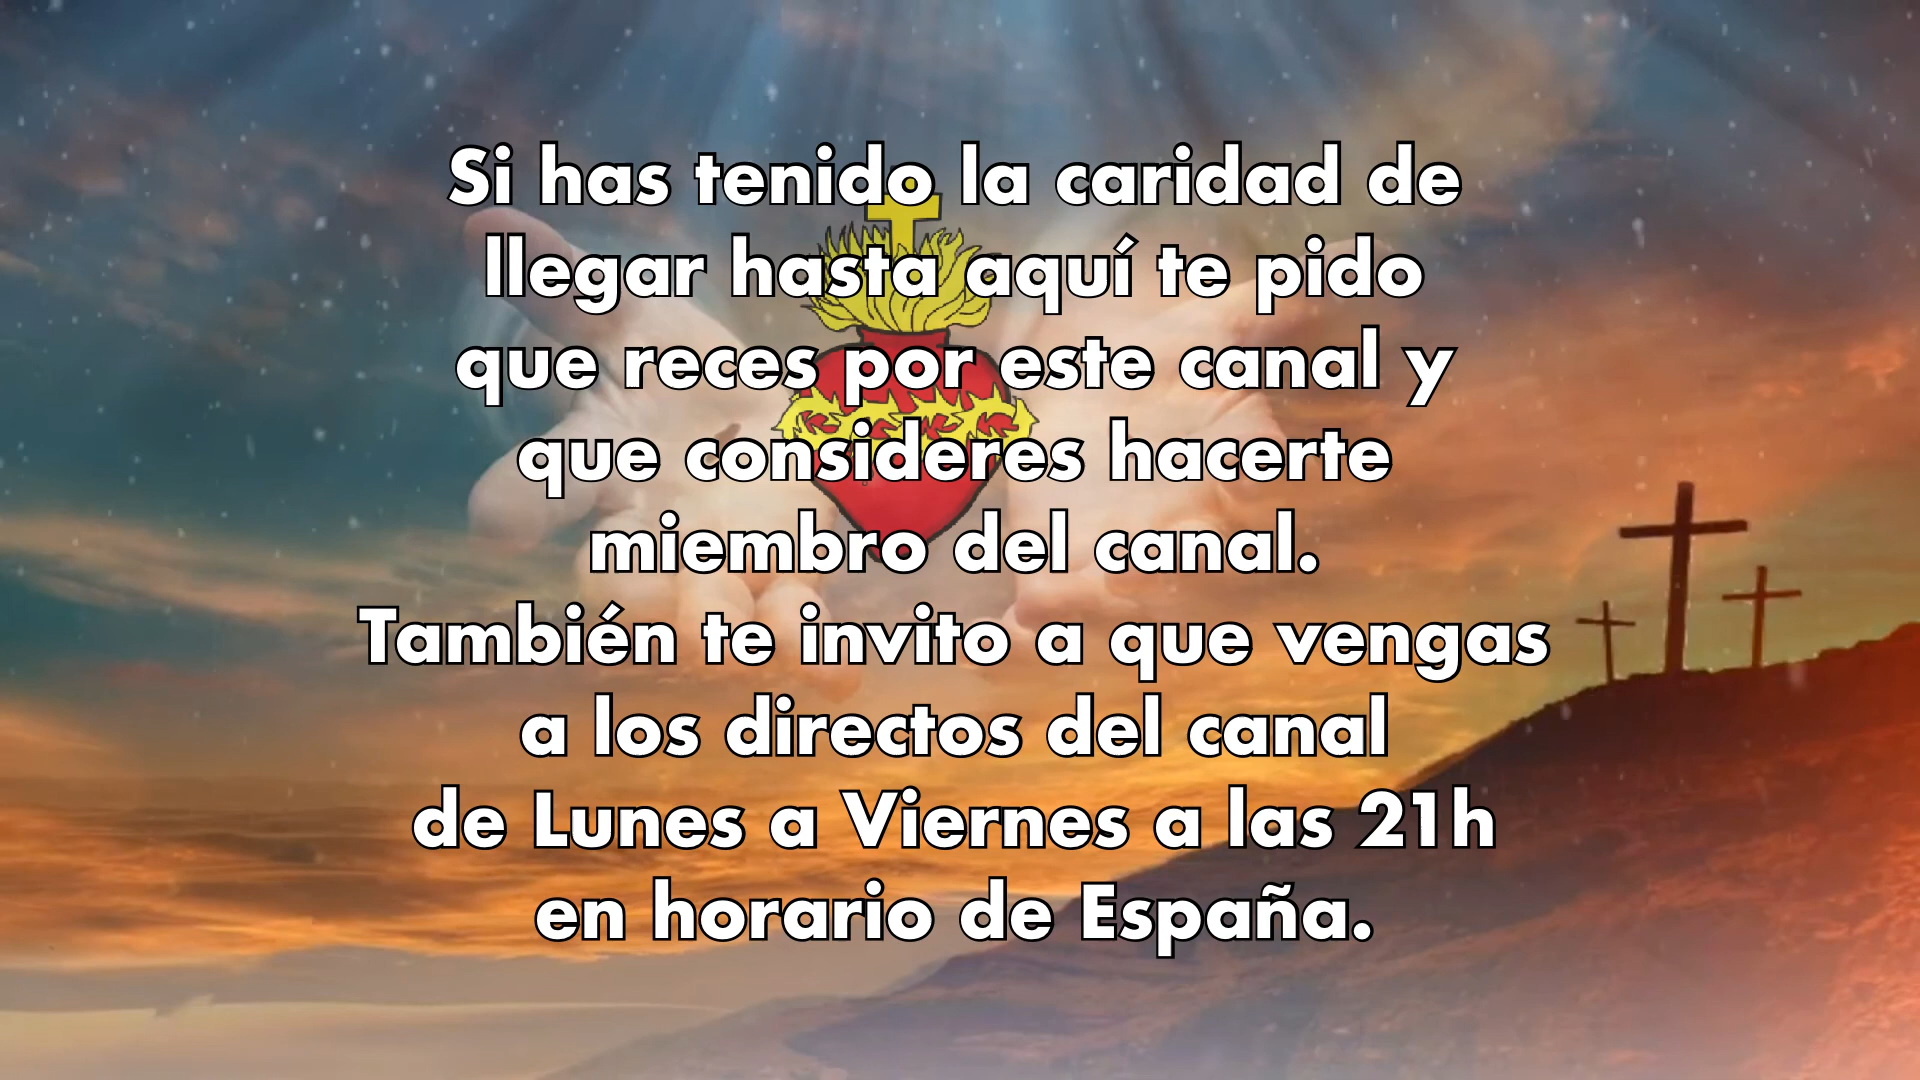 Si has tenido la caridad de
llegar hasta aquí te pido
que reces por este canal y
que consideres hacerte
miembro del canal.
También te invito a que vengas
a los directos del canal
de Lunes a Viernes a las 21h
en horario de España.